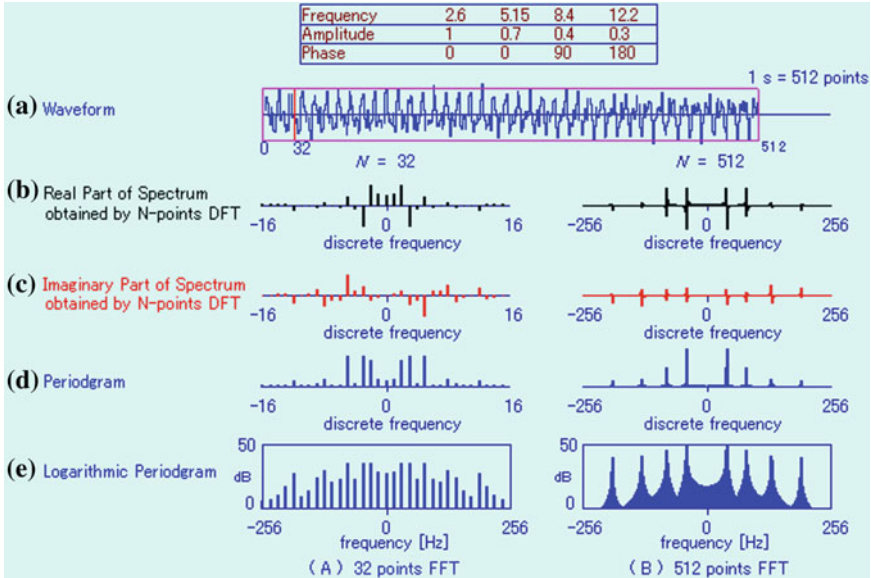 Frequency 2.6 5.15 8.4 12.2
Amplitude 1 0.7 0.4 0.3
Phase 0 0 90 180
1 s = 512 points
(a) Waveform
0 32 512
N = 32 N = 512
(b) Real Part of Spectrum
obtained by N-points DFT
-16 0 16 -256 0 256
discrete frequency discrete frequency
(c) Imaginary Part of Spectrum
obtained by N-points DFT
-16 0 16 -256 0 256
discrete frequency discrete frequency
(d) Periodgram
-16 0 16 -256 0 256
discrete frequency discrete frequency
(e) Logarithmic Periodgram
50 50
dB dB
0 0
-256 0 256 -256 0 256
frequency [Hz] frequency [Hz]
(A) 32 points FFT (B) 512 points FFT